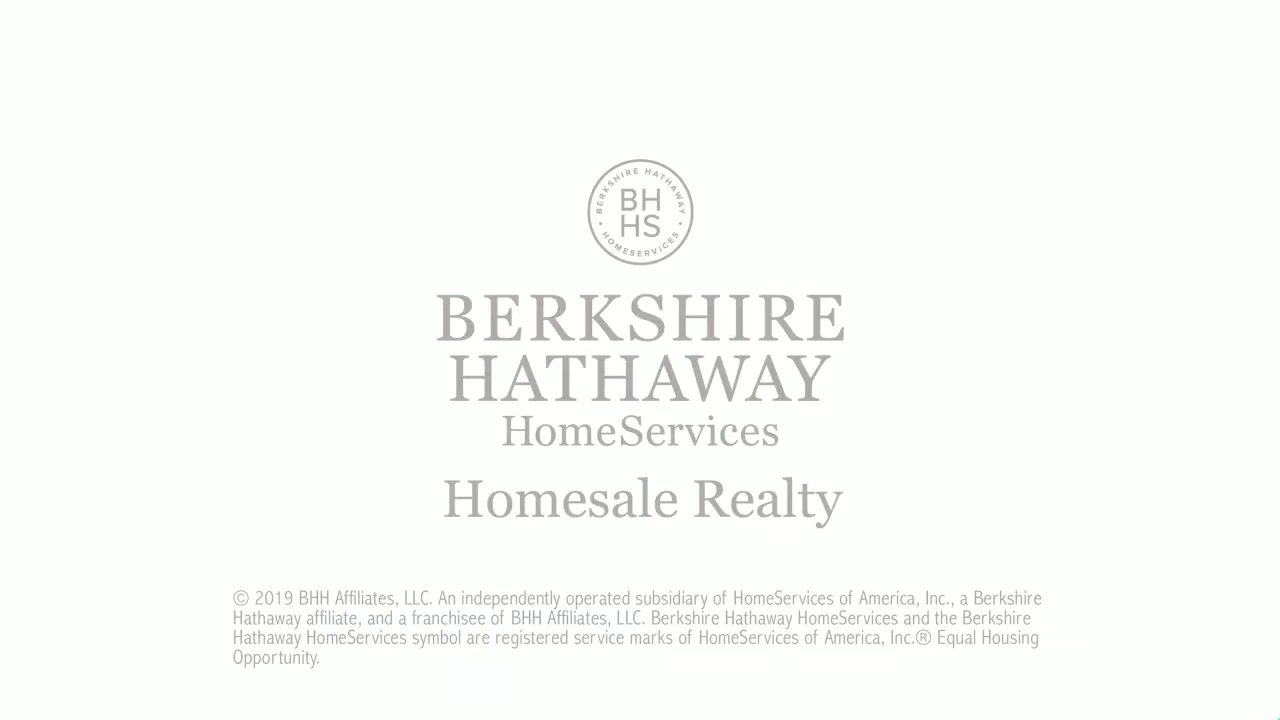 BERKSHIRE HATHAWAY
BH
HS
• HOMESERVICES •
BERKSHIRE
HATHAWAY
HomeServices
Homesale Realty
© 2019 BHH Affiliates, LLC. An independently operated subsidiary of HomeServices of America, Inc., a Berkshire
Hathaway affiliate, and a franchisee of BHH Affiliates, LLC. Berkshire Hathaway HomeServices and the Berkshire
Hathaway HomeServices symbol are registered service marks of HomeServices of America, Inc.® Equal Housing
Opportunity.